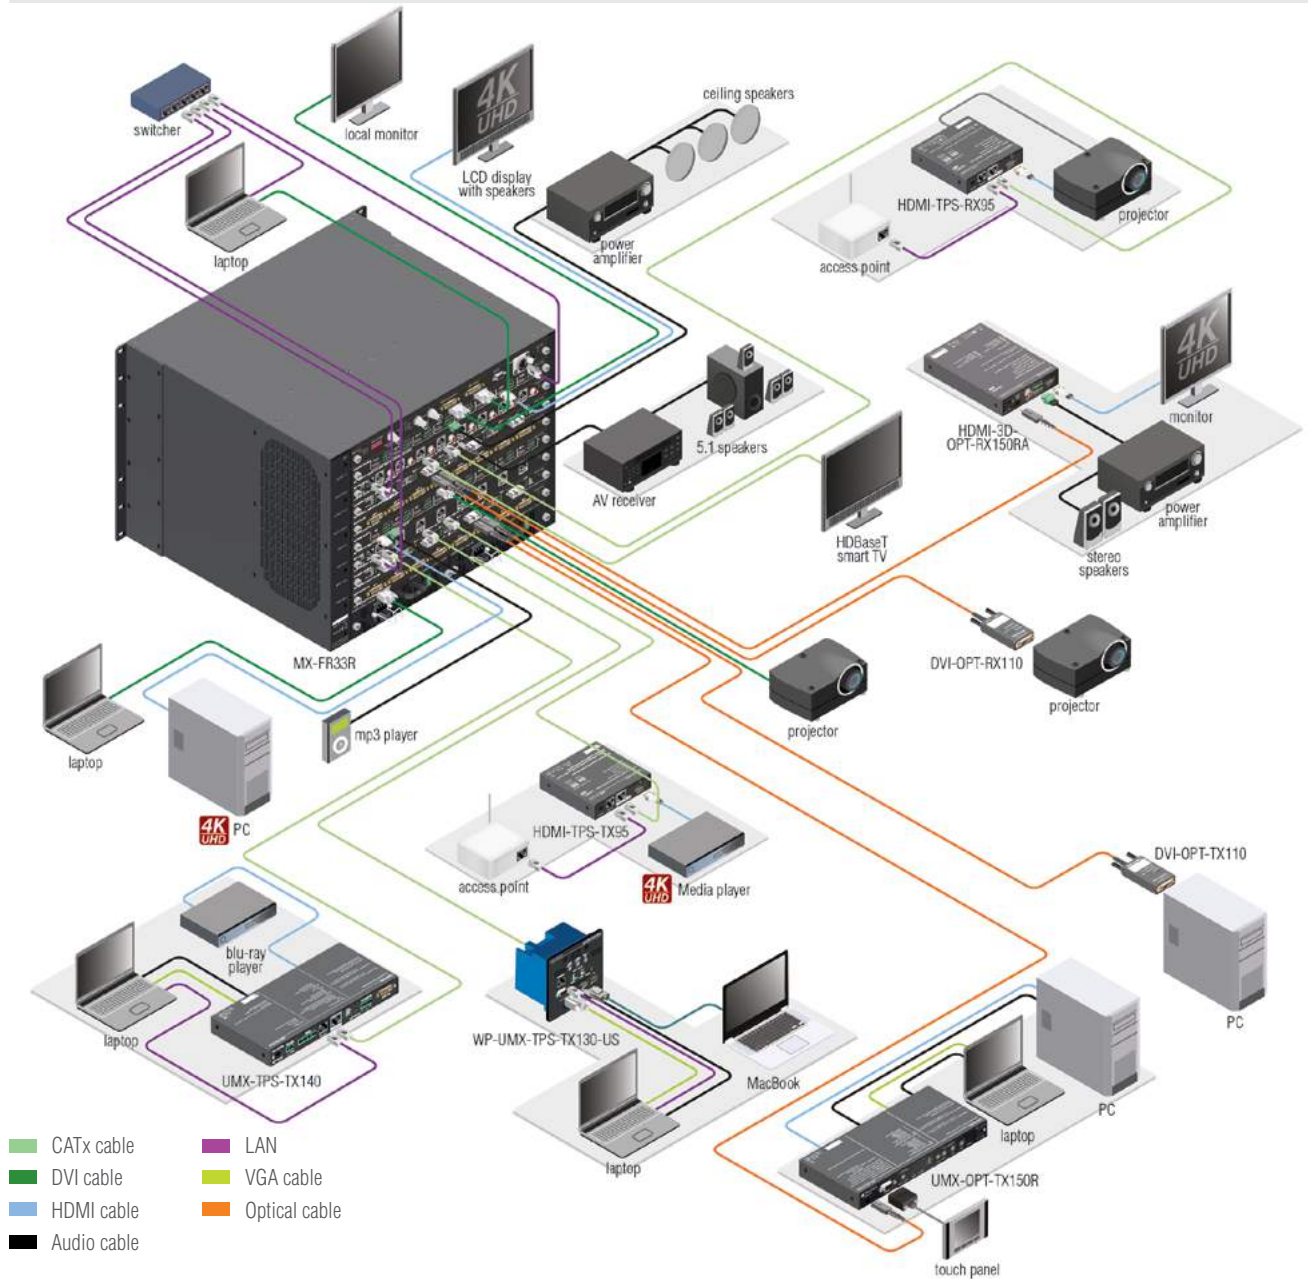 switcher
local monitor
4K
UHD
LCD display
with speakers
ceiling speakers
power
amplifier
laptop
HDMI-TPS-RX95
projector
access point
4K
UHD
monitor
HDMI-3D-
OPT-RX150RA
5.1 speakers
AV receiver
HDBaseT
smart TV
power
amplifier
stereo
speakers
MX-FR33R
DVI-OPT-RX110
projector
projector
laptop
mp3 player
4K
UHD
PC
HDMI-TPS-TX95
access point
4K
UHD
Media player
DVI-OPT-TX110
PC
blu-ray
player
laptop
UMX-TPS-TX140
WP-UMX-TPS-TX130-US
MacBook
laptop
PC
laptop
UMX-OPT-TX150R
touch panel
CATx cable
DVI cable
HDMI cable
Audio cable
LAN
VGA cable
Optical cable